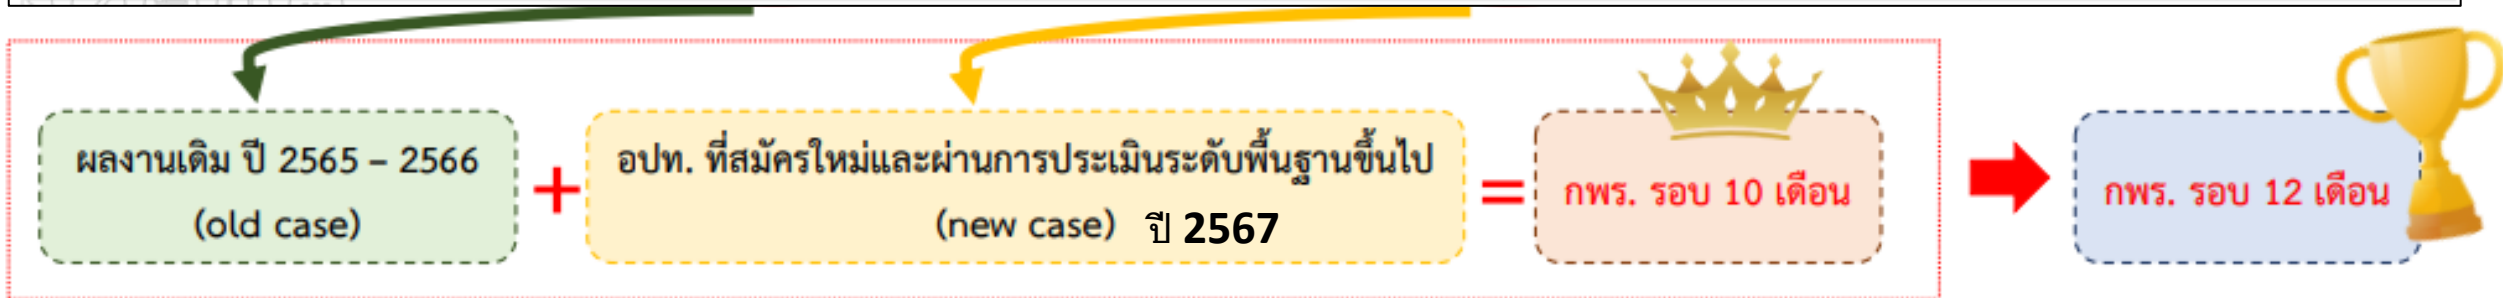 ผลงานเดิม ปี 2565 – 2566
(old case)
+
อปท. ที่สมัครใหม่และผ่านการประเมินระดับพื้นฐานขึ้นไป
(new case) ปี 2567
=
กพร. รอบ 10 เดือน
กพร. รอบ 12 เดือน